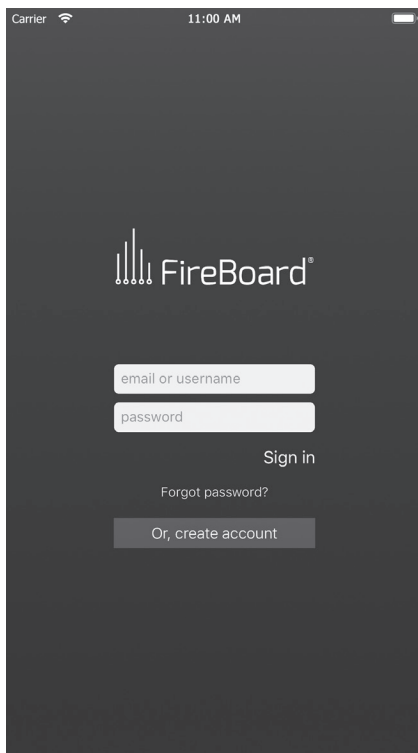 Carrier 11:00 AM
FireBoard®
email or username
password
Sign in
Forgot password?
Or, create account